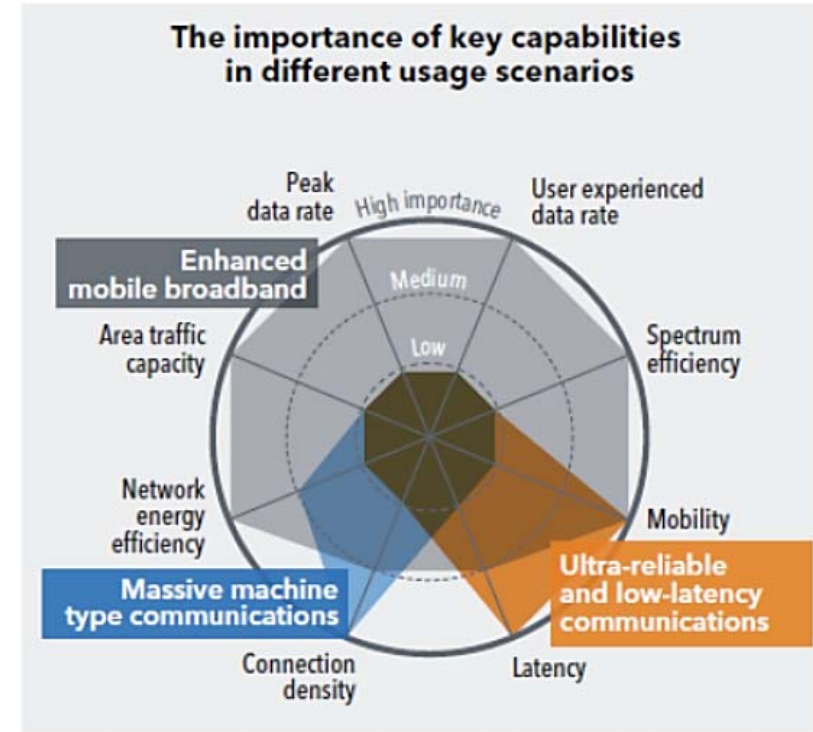 The importance of key capabilities
in different usage scenarios
Peak
data rate
High importance
User experienced
data rate
Enhanced
mobile broadband
Medium
Low
Area traffic
capacity
Spectrum
efficiency
Network
energy
efficiency
Mobility
Massive machine
type communications
Ultra-reliable
and low-latency
communications
Connection
density
Latency